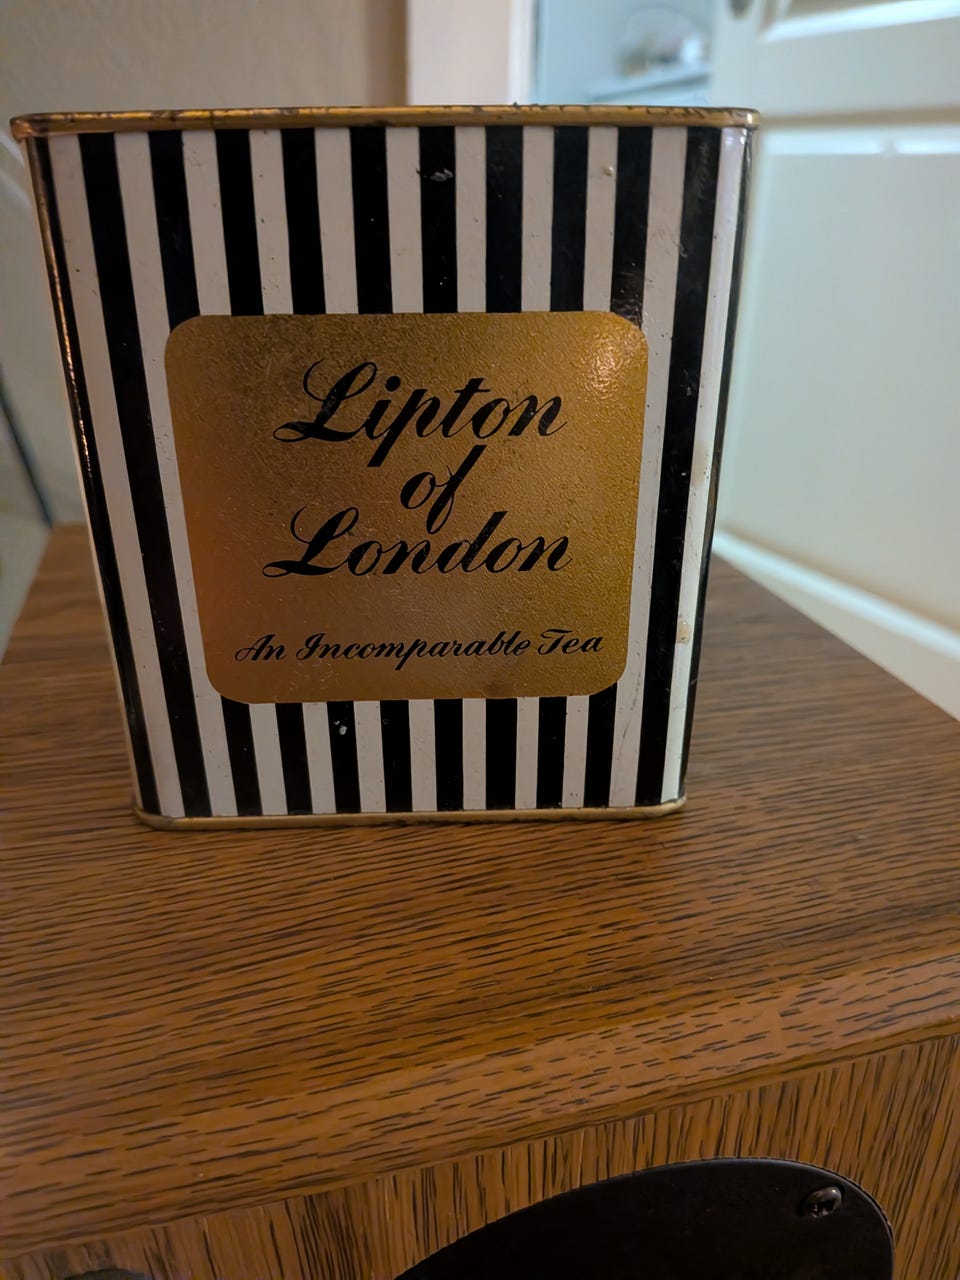 Lipton
of
London
An Incomparable Tea